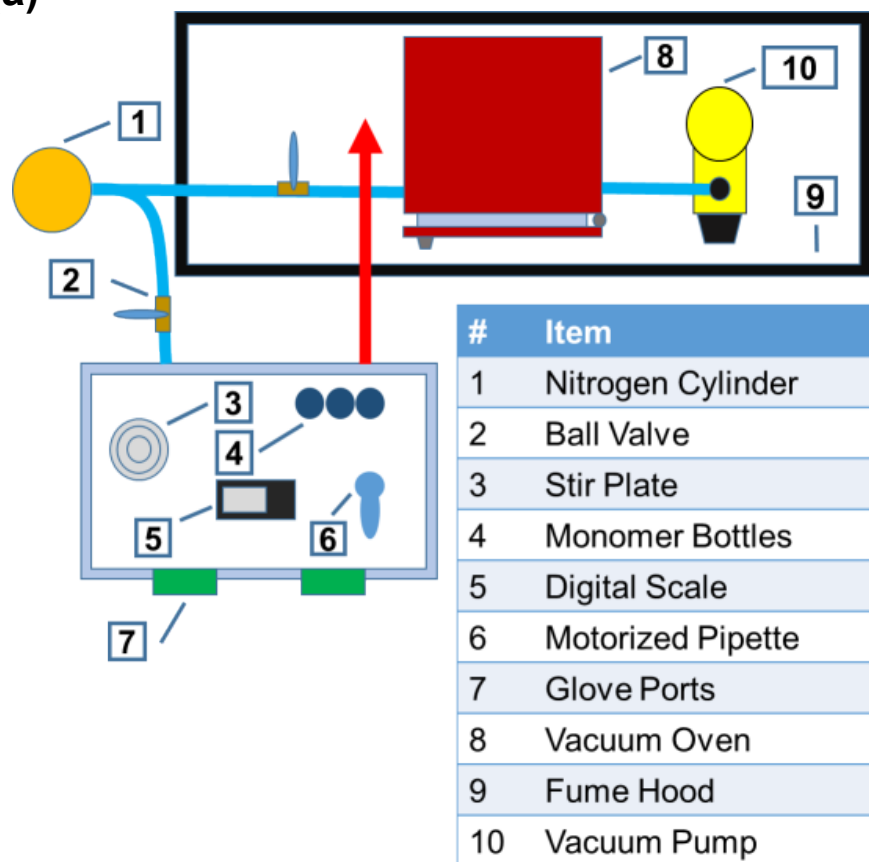 a)
1
8
10
9
2
3
4
5
6
7
# Item
1 Nitrogen Cylinder
2 Ball Valve
3 Stir Plate
4 Monomer Bottles
5 Digital Scale
6 Motorized Pipette
7 Glove Ports
8 Vacuum Oven
9 Fume Hood
10 Vacuum Pump